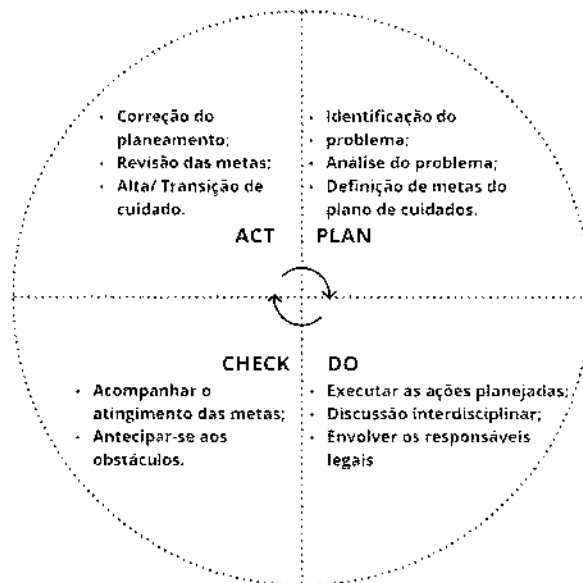 • Correção do
planeamento;
• Revisão das metas;
• Alta/ Transição de
cuidado.
ACT
• Identificação do
problema;
• Análise do problema;
• Definição de metas do
plano de cuidados.
PLAN
CHECK
• Acompanhar o
atingimento das metas;
• Antecipar-se aos
obstáculos.
DO
• Executar as ações planejadas;
• Discussão interdisciplinar;
• Envolver os responsáveis
legais